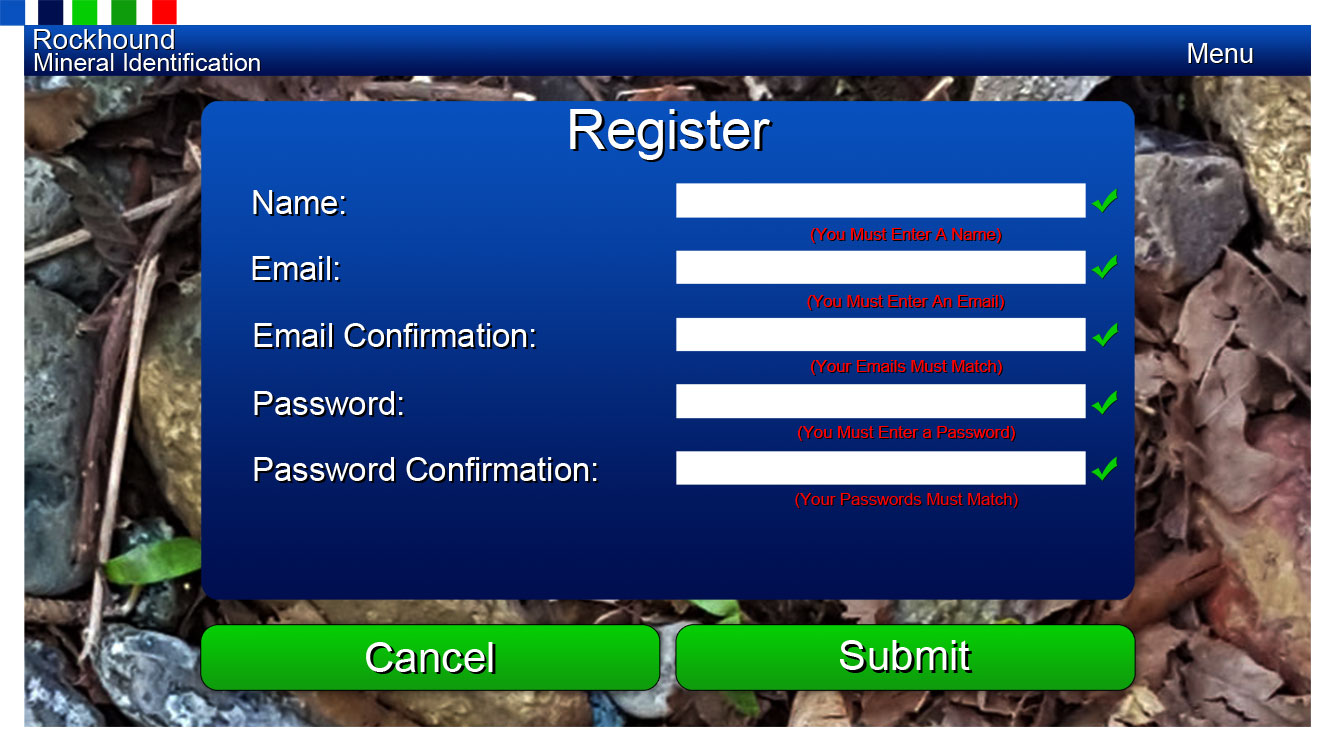 Rockhound
Mineral Identification
Menu
Register
Name:
(You Must Enter A Name)
Email:
(You Must Enter An Email)
Email Confirmation:
(Your Emails Must Match)
Password:
(You Must Enter a Password)
Password Confirmation:
(Your Passwords Must Match)
Cancel
Submit